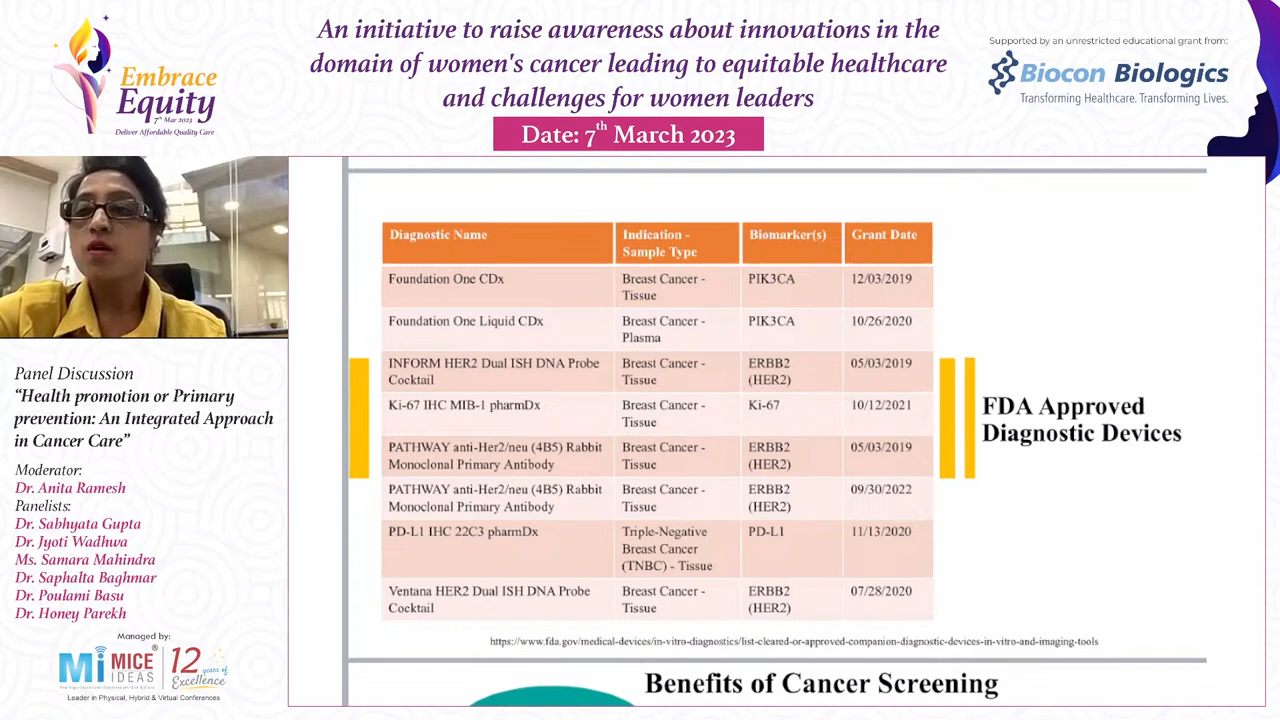 An initiative to raise awareness about innovations in the
domain of women's cancer leading to equitable healthcare
and challenges for women leaders
Date: 7th March 2023
Embrace
Equity
7th Mar 2023
Deliver Affordable Quality Care
Supported by an unrestricted educational grant from:
Biocon Biologics
Transforming Healthcare. Transforming Lives.
Panel Discussion
“Health promotion or Primary
prevention: An Integrated Approach
in Cancer Care”
Moderator:
Dr. Anita Ramesh
Panelists:
Dr. Sabhyata Gupta
Dr. Jyoti Wadhwa
Ms. Samara Mahindra
Dr. Saphalta Baghmar
Dr. Poulami Basu
Dr. Honey Parekh
Managed by:
Mi MICE IDEAS®
12 years of Excellence
Leader in Physical, Hybrid & Virtual Conferences
Diagnostic Name Indication - Sample Type Biomarker(s) Grant Date
Foundation One CDx Breast Cancer - Tissue PIK3CA 12/03/2019
Foundation One Liquid CDx Breast Cancer - Plasma PIK3CA 10/26/2020
INFORM HER2 Dual ISH DNA Probe Cocktail Breast Cancer - Tissue ERBB2 (HER2) 05/03/2019
Ki-67 IHC MIB-1 pharmDx Breast Cancer - Tissue Ki-67 10/12/2021
PATHWAY anti-Her2/neu (4B5) Rabbit Monoclonal Primary Antibody Breast Cancer - Tissue ERBB2 (HER2) 05/03/2019
PATHWAY anti-Her2/neu (4B5) Rabbit Monoclonal Primary Antibody Breast Cancer - Tissue ERBB2 (HER2) 09/30/2022
PD-L1 IHC 22C3 pharmDx Triple-Negative Breast Cancer (TNBC) - Tissue PD-L1 11/13/2020
Ventana HER2 Dual ISH DNA Probe Cocktail Breast Cancer - Tissue ERBB2 (HER2) 07/28/2020
https://www.fda.gov/medical-devices/in-vitro-diagnostics/list-cleared-or-approved-companion-diagnostic-devices-in-vitro-and-imaging-tools
FDA Approved
Diagnostic Devices
Benefits of Cancer Screening